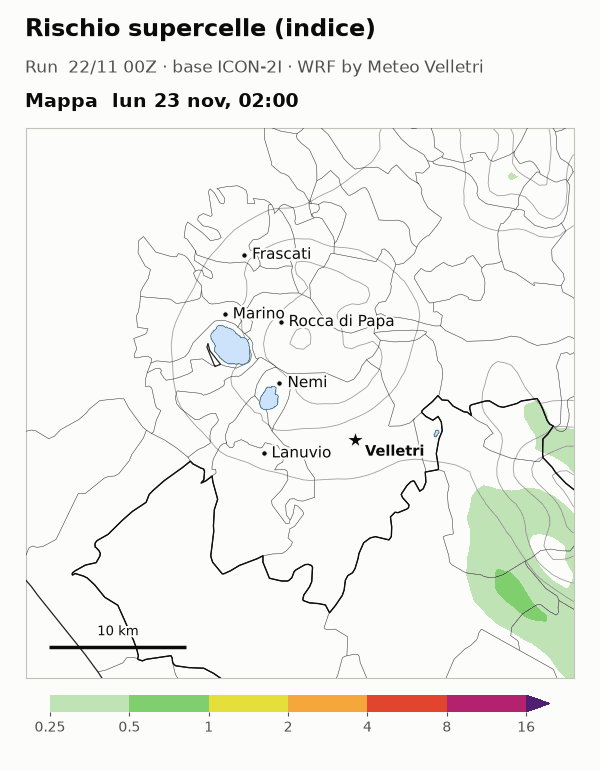 Rischio supercelle (indice)
Run  22/11 00Z · base ICON-2I · WRF by Meteo Velletri
Mappa  lun 23 nov, 02:00
Frascati
Marino
Rocca di Papa
Nemi
Velletri
Lanuvio
10 km
0.25 0.5 1 2 4 8 16